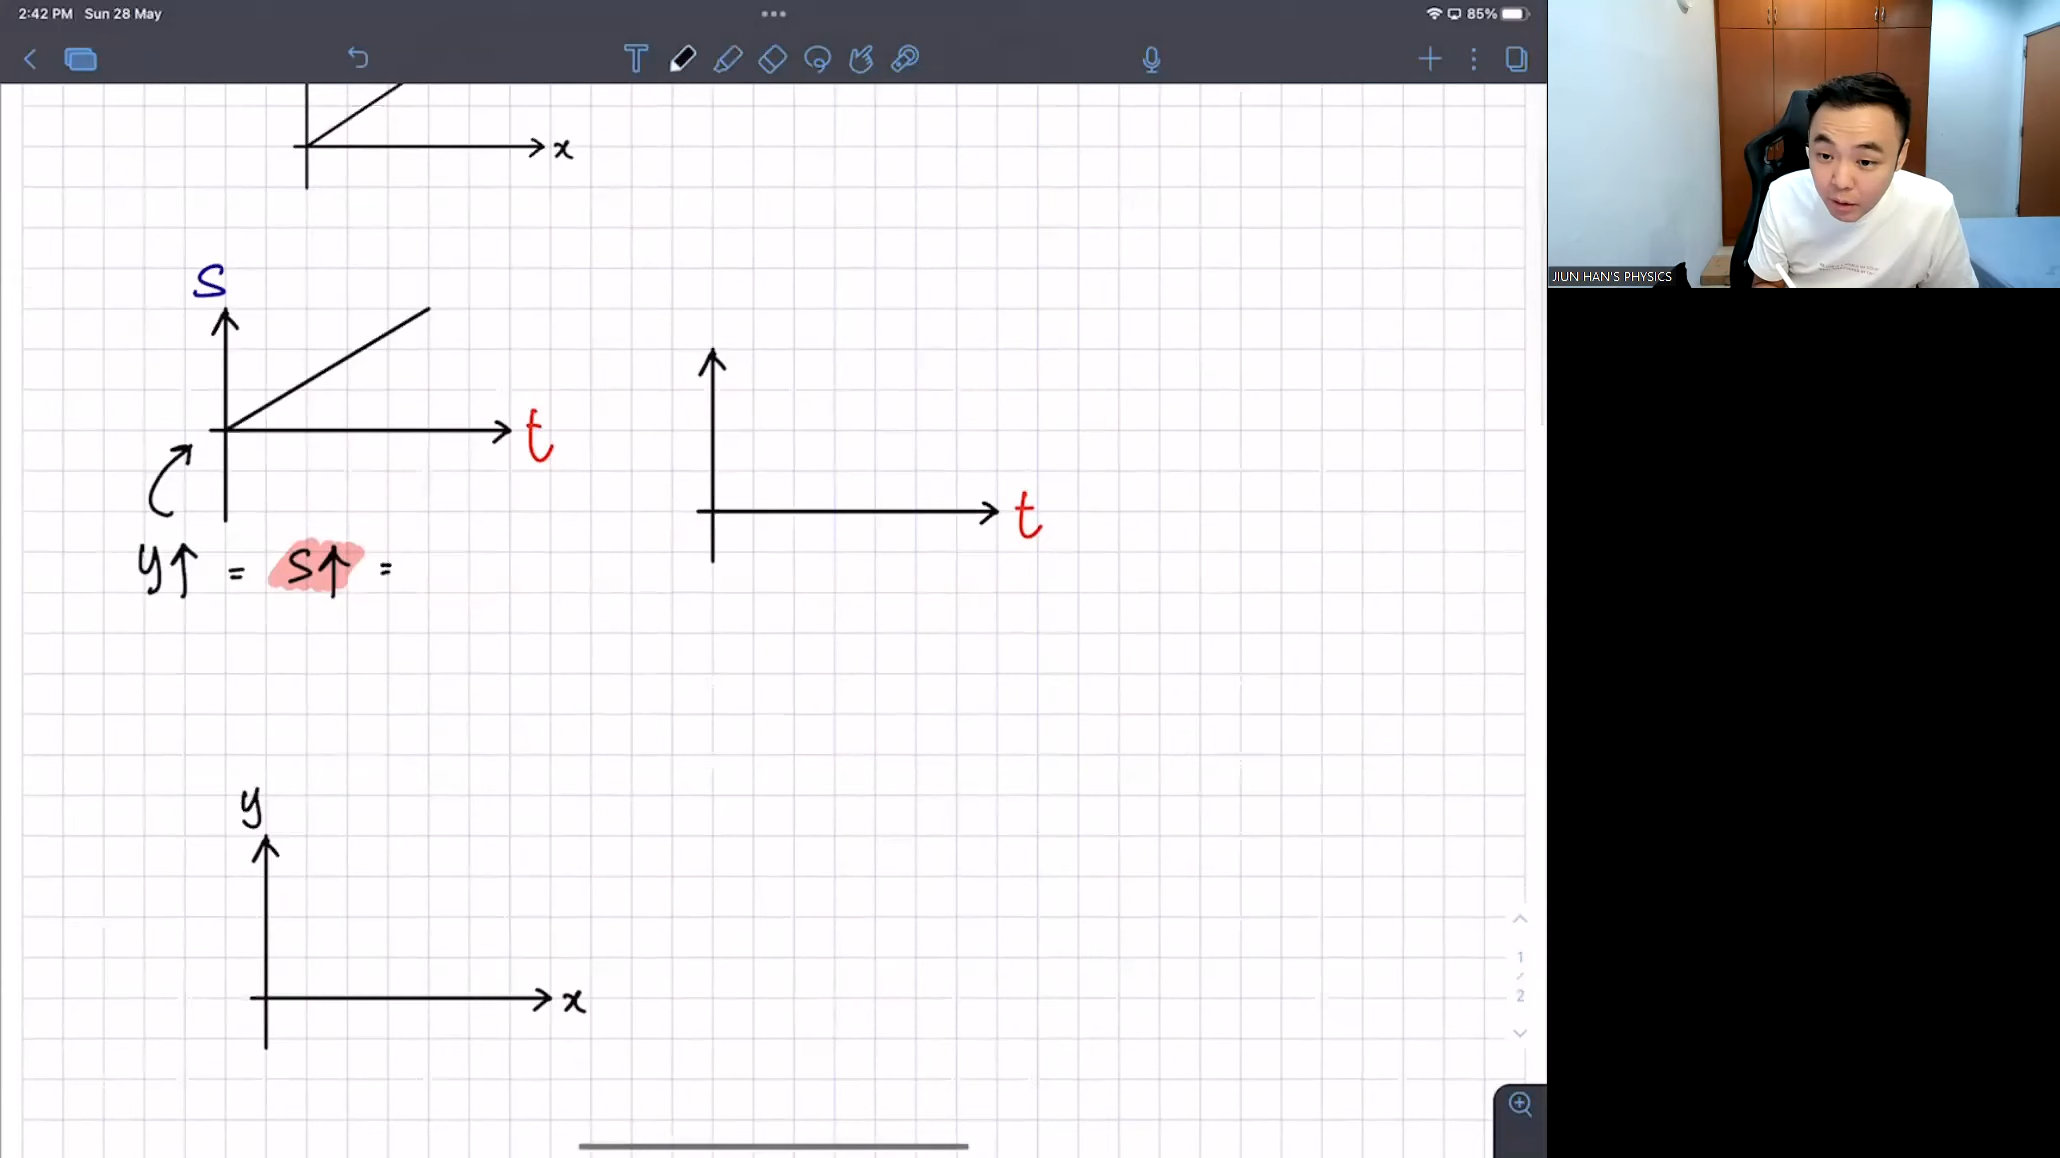 2:42 PM Sun 28 May
85%
T
x
JIUN HAN'S PHYSICS
S
t
t
y↑ = S↑ =
y
x
1
2